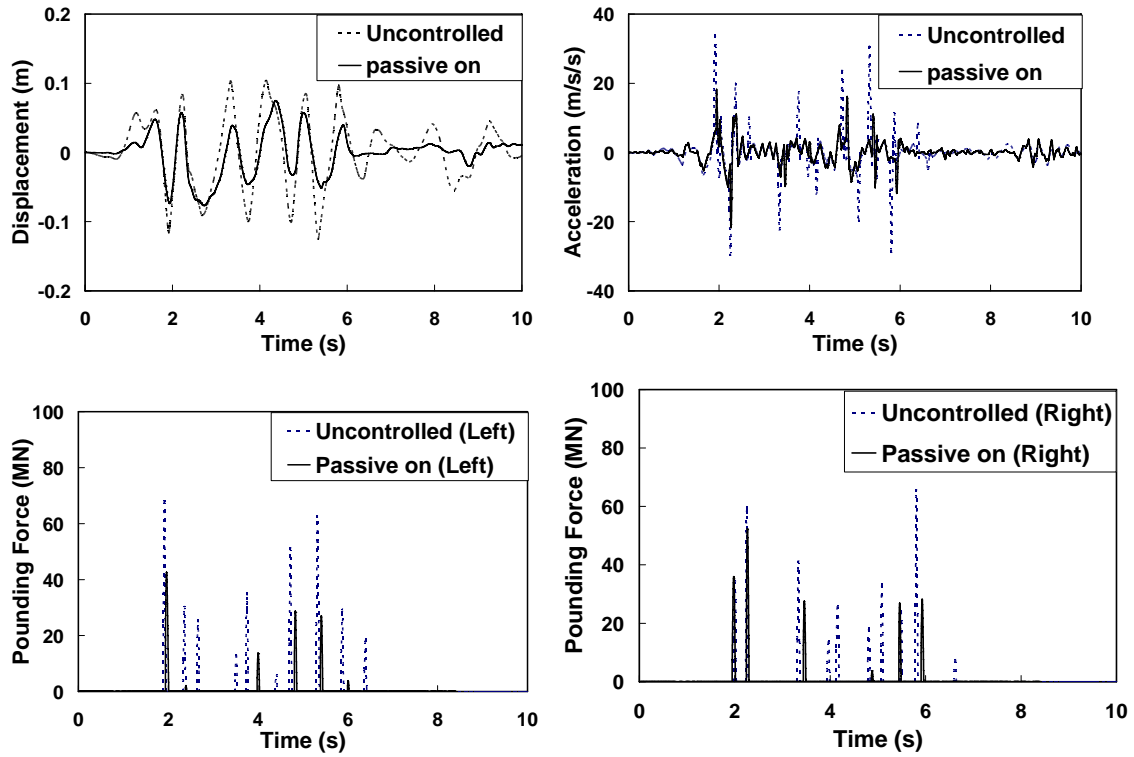 0.2
0.1
0
-0.1
-0.2
Displacement (m)
Uncontrolled
passive on
0 2 4 6 8 10
Time (s)
40
20
0
-20
-40
Acceleration (m/s/s)
Uncontrolled
passive on
0 2 4 6 8 10
Time (s)
100
80
60
40
20
0
Pounding Force (MN)
Uncontrolled (Left)
Passive on (Left)
0 2 4 6 8 10
Time (s)
100
80
60
40
20
0
Pounding Force (MN)
Uncontrolled (Right)
Passive on (Right)
0 2 4 6 8 10
Time (s)